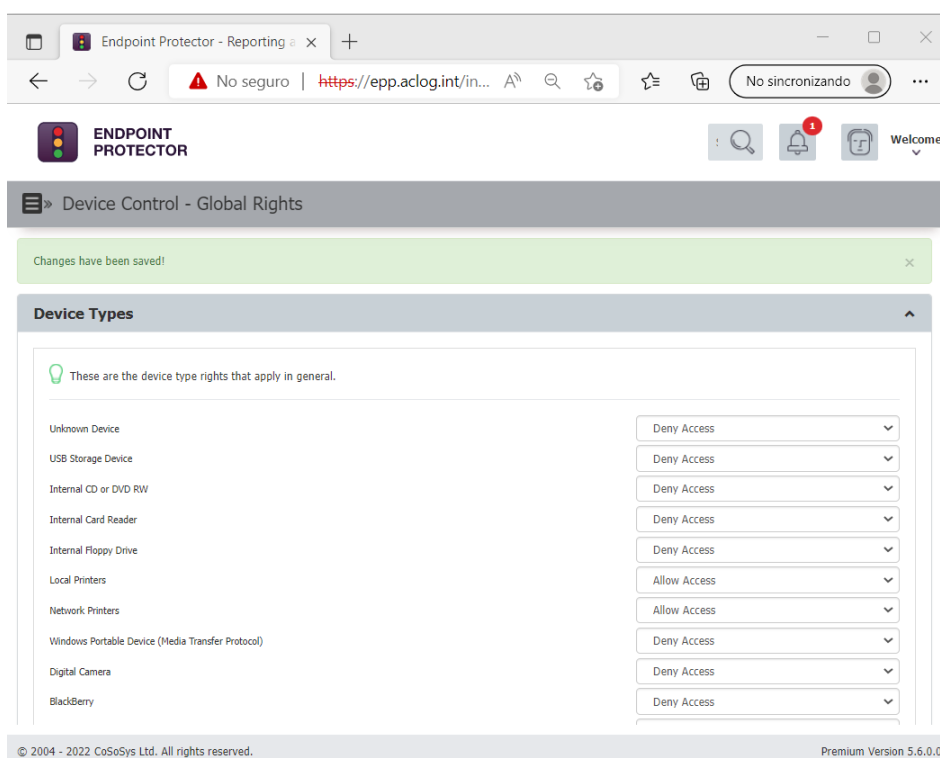 Endpoint Protector - Reporting a
No seguro | https://epp.aclog.int/in...
No sincronizando
ENDPOINT
PROTECTOR
1
Welcome
Device Control - Global Rights
Changes have been saved!
Device Types
These are the device type rights that apply in general.
Unknown Device Deny Access
USB Storage Device Deny Access
Internal CD or DVD RW Deny Access
Internal Card Reader Deny Access
Internal Floppy Drive Deny Access
Local Printers Allow Access
Network Printers Allow Access
Windows Portable Device (Media Transfer Protocol) Deny Access
Digital Camera Deny Access
BlackBerry Deny Access
© 2004 - 2022 CoSoSys Ltd. All rights reserved. Premium Version 5.6.0.0